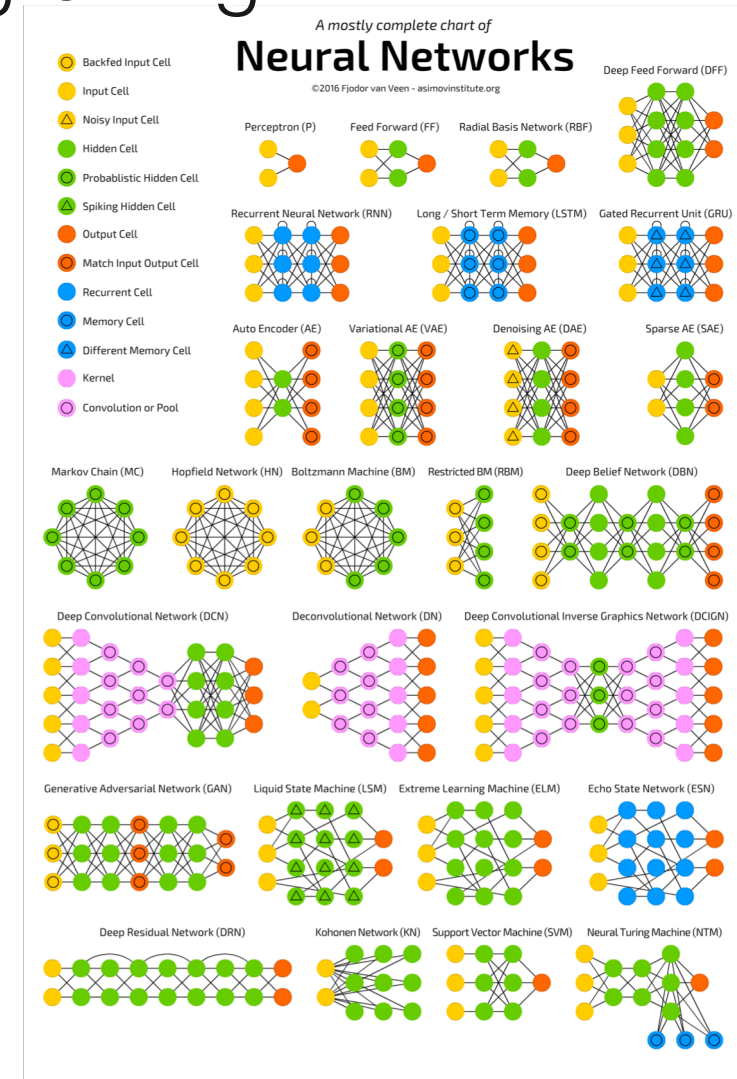 A mostly complete chart of
Neural Networks
©2016 Fjodor van Veen - asimovinstitute.org
Backfed Input Cell
Input Cell
Noisy Input Cell
Hidden Cell
Probablistic Hidden Cell
Spiking Hidden Cell
Output Cell
Match Input Output Cell
Recurrent Cell
Memory Cell
Different Memory Cell
Kernel
Convolution or Pool
Deep Feed Forward (DFF)
Perceptron (P)
Feed Forward (FF)
Radial Basis Network (RBF)
Recurrent Neural Network (RNN)
Long / Short Term Memory (LSTM)
Gated Recurrent Unit (GRU)
Auto Encoder (AE)
Variational AE (VAE)
Denoising AE (DAE)
Sparse AE (SAE)
Markov Chain (MC)
Hopfield Network (HN)
Boltzmann Machine (BM)
Restricted BM (RBM)
Deep Belief Network (DBN)
Deep Convolutional Network (DCN)
Deconvolutional Network (DN)
Deep Convolutional Inverse Graphics Network (DCIGN)
Generative Adversarial Network (GAN)
Liquid State Machine (LSM)
Extreme Learning Machine (ELM)
Echo State Network (ESN)
Deep Residual Network (DRN)
Kohonen Network (KN)
Support Vector Machine (SVM)
Neural Turing Machine (NTM)